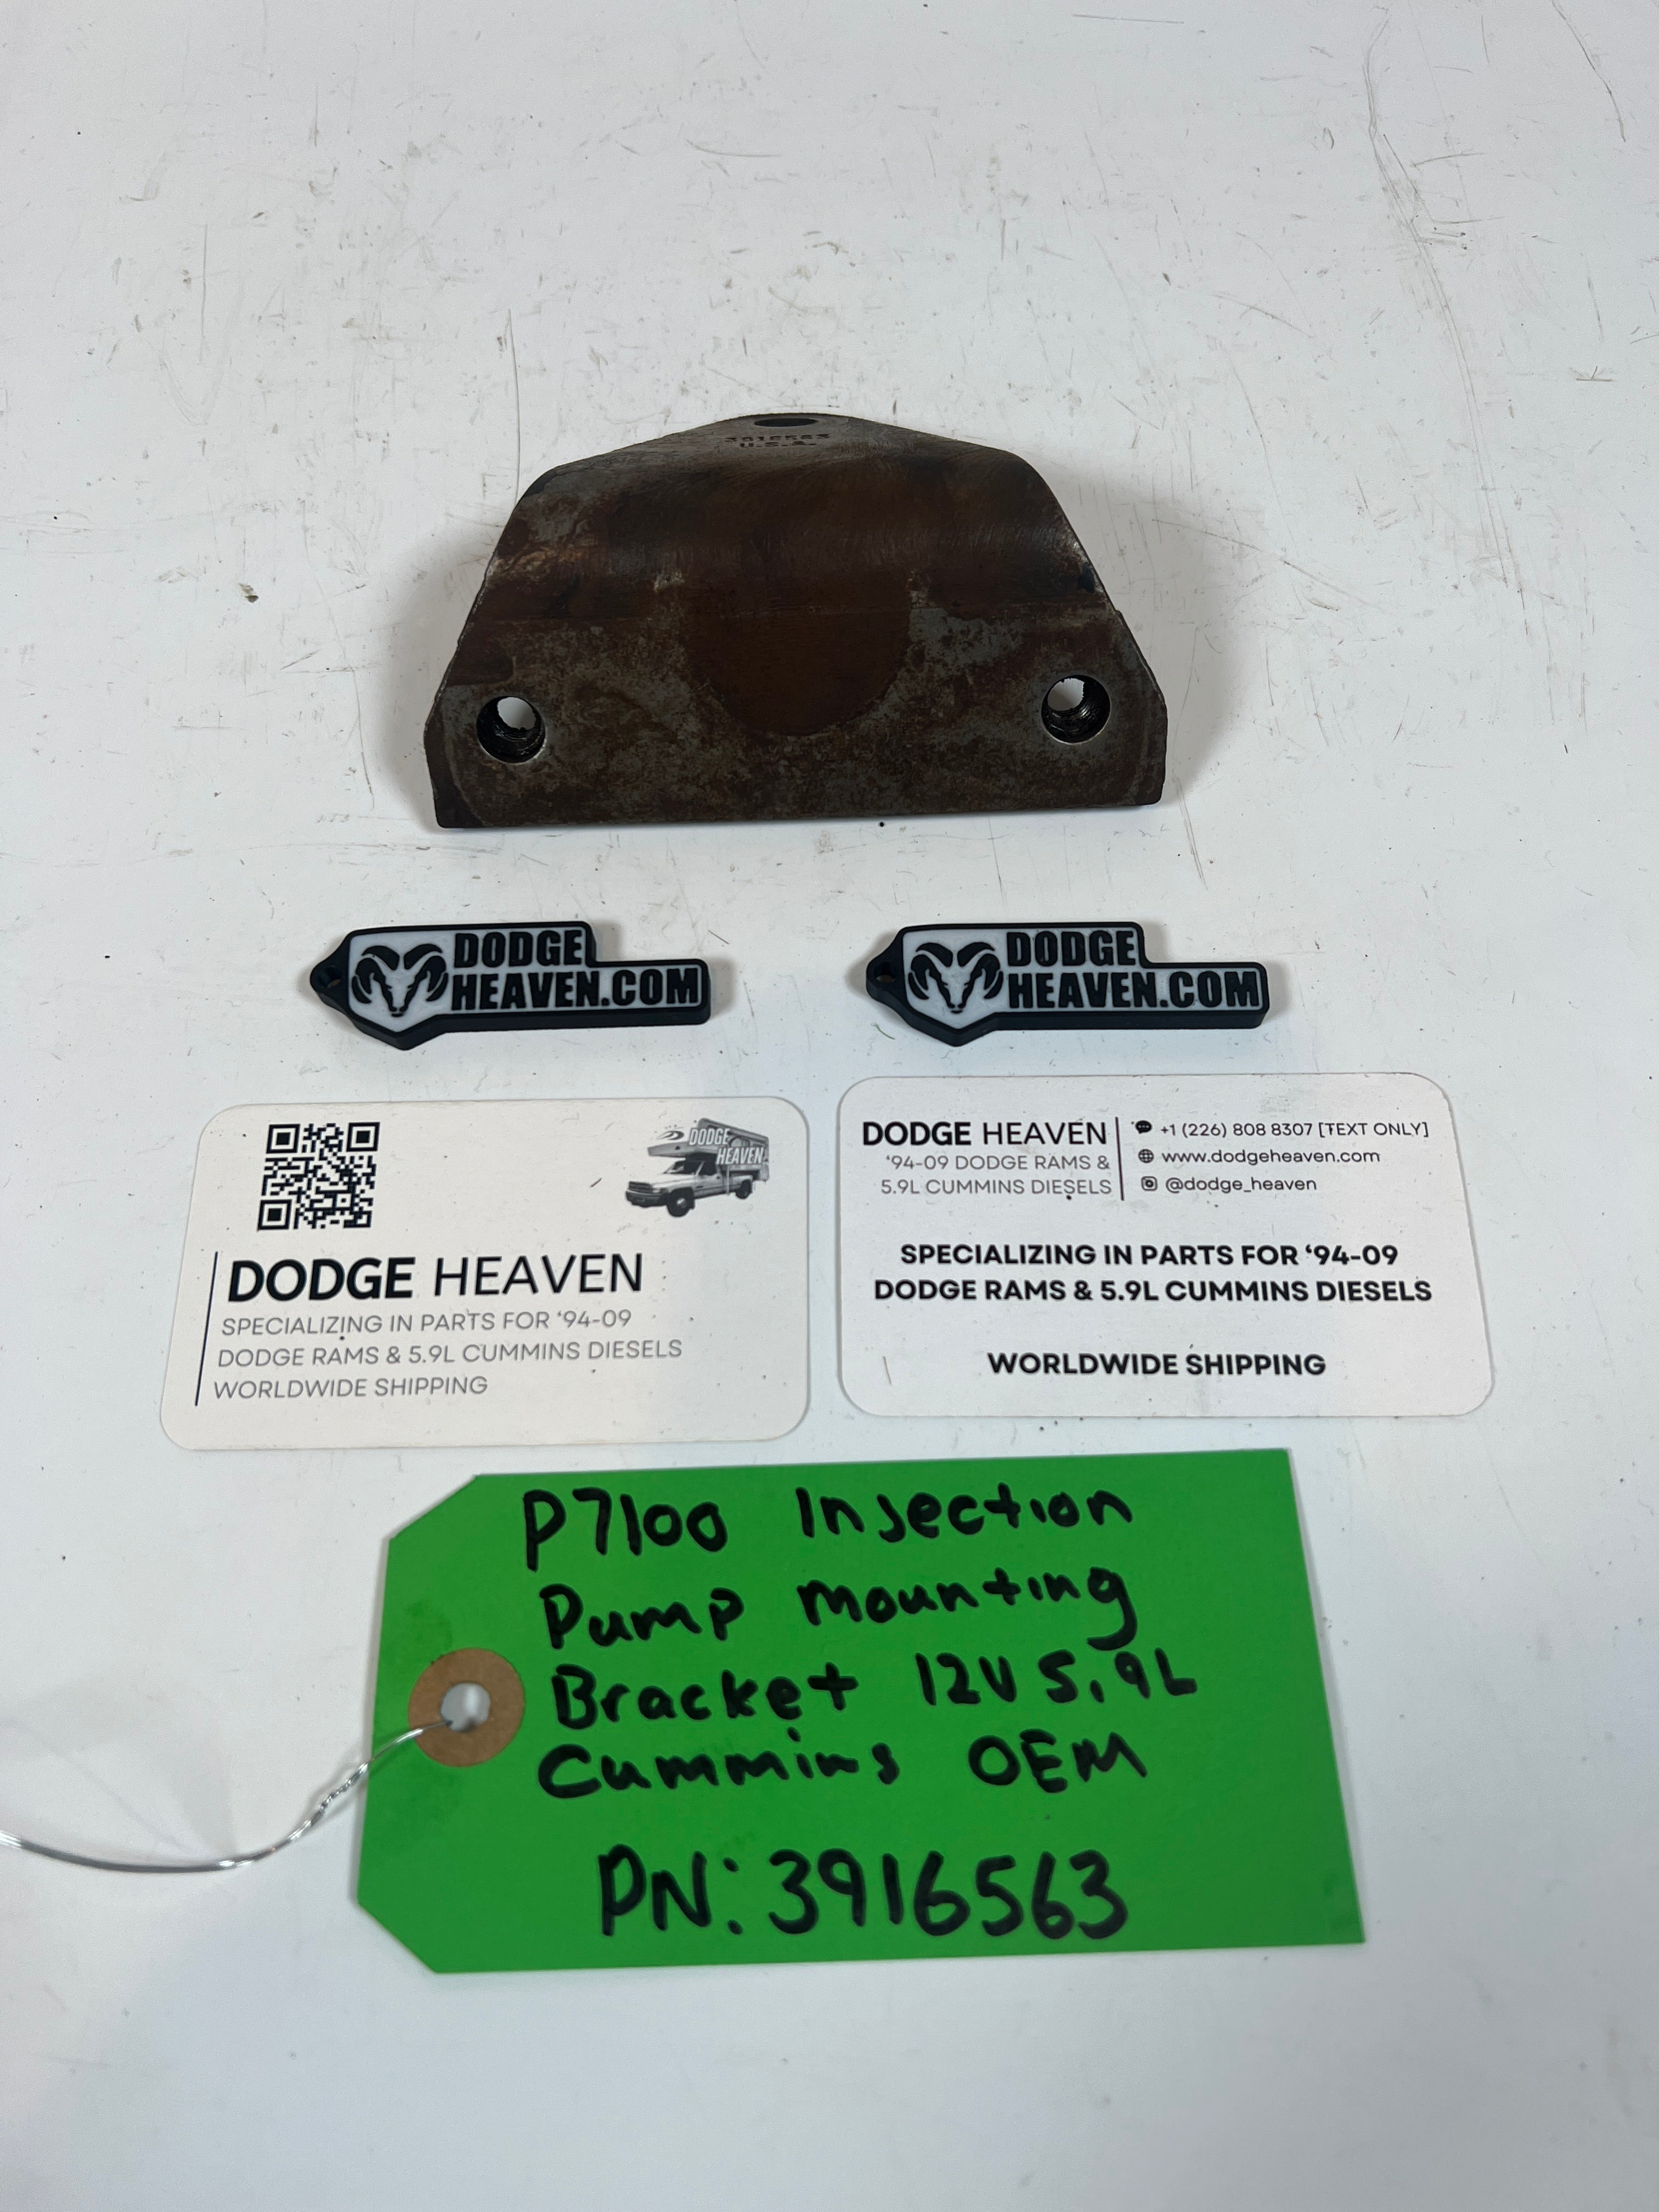 3916563
U.S.A.
DODGE
HEAVEN.COM
DODGE
HEAVEN.COM
DODGE
HEAVEN
DODGE HEAVEN
SPECIALIZING IN PARTS FOR ‘94-09
DODGE RAMS & 5.9L CUMMINS DIESELS
WORLDWIDE SHIPPING
DODGE HEAVEN
‘94-09 DODGE RAMS &
5.9L CUMMINS DIESELS
+1 (226) 808 8307 [TEXT ONLY]
www.dodgeheaven.com
@dodge_heaven
SPECIALIZING IN PARTS FOR ‘94-09
DODGE RAMS & 5.9L CUMMINS DIESELS
WORLDWIDE SHIPPING
P7100 Injection
Pump mounting
Bracket 12V 5.9L
Cummins OEM
PN: 3916563